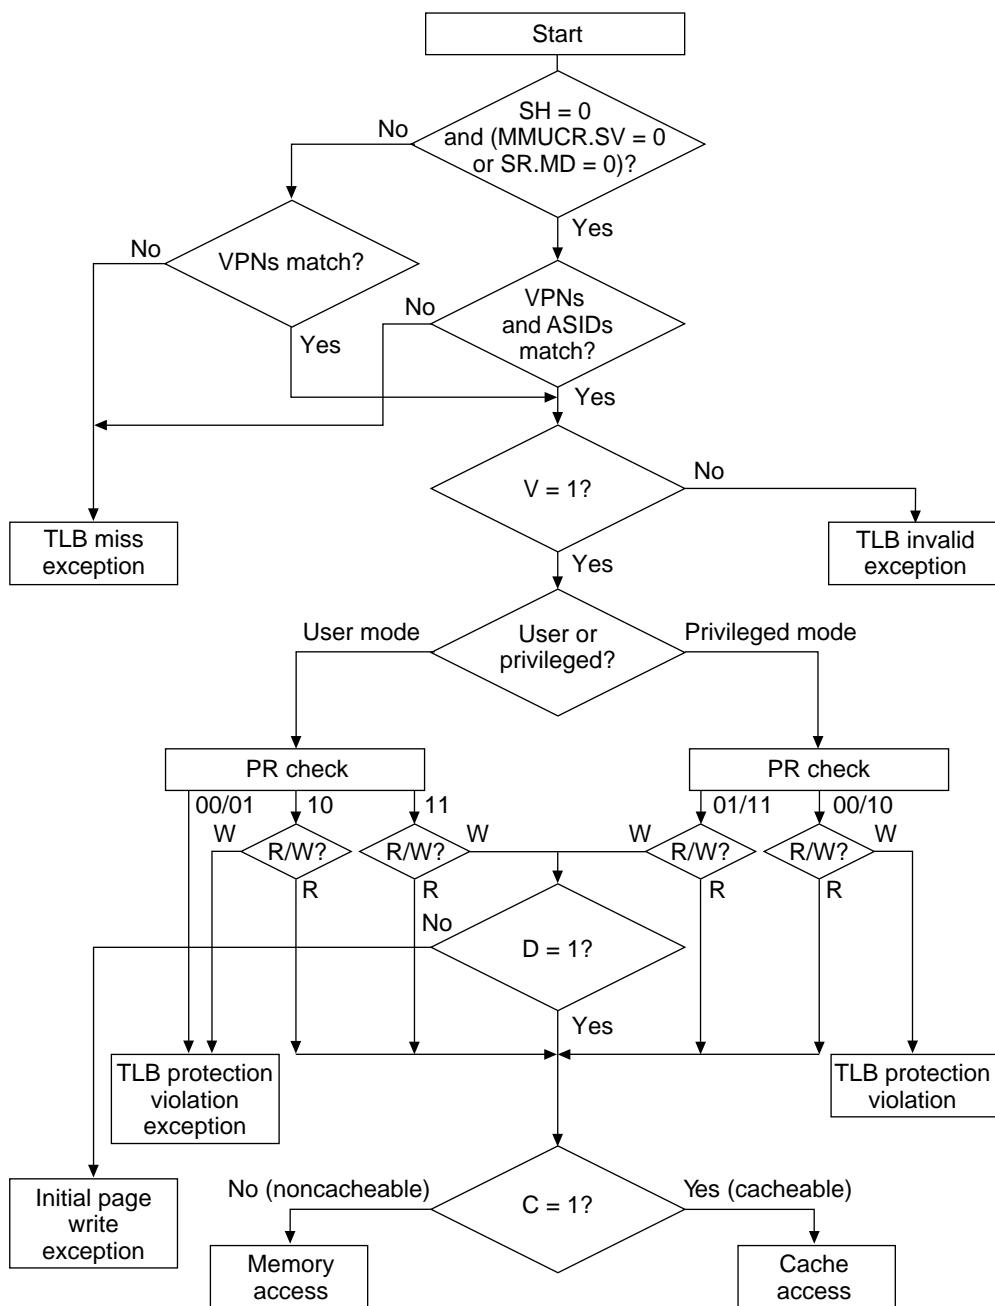 Start
SH = 0
and (MMUCR.SV = 0
or SR.MD = 0)?
No
Yes
VPNs match?
No
Yes
VPNs
and ASIDs
match?
No
Yes
V = 1?
No
Yes
TLB miss
exception
TLB invalid
exception
User or
privileged?
User mode
Privileged mode
PR check
PR check
00/01
10
11
01/11
00/10
W
R/W?
R
R/W?
W
R
W
R/W?
R
R/W?
W
R
D = 1?
No
Yes
TLB protection
violation
exception
TLB protection
violation
Initial page
write
exception
C = 1?
No (noncacheable)
Yes (cacheable)
Memory
access
Cache
access